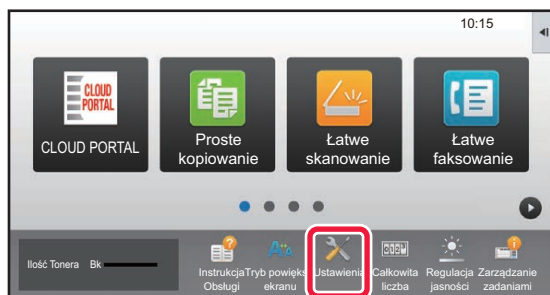 10:15
CLOUD
PORTAL
CLOUD PORTAL
Proste
kopiowanie
Łatwe
skanowanie
Łatwe
faksowanie
Ilość Tonera Bk
Instrukcja
Obsługi
Tryb powięks
ekranu
Ustawienia
Całkowita
liczba
Regulacja
jasności
Zarządzanie
zadaniami